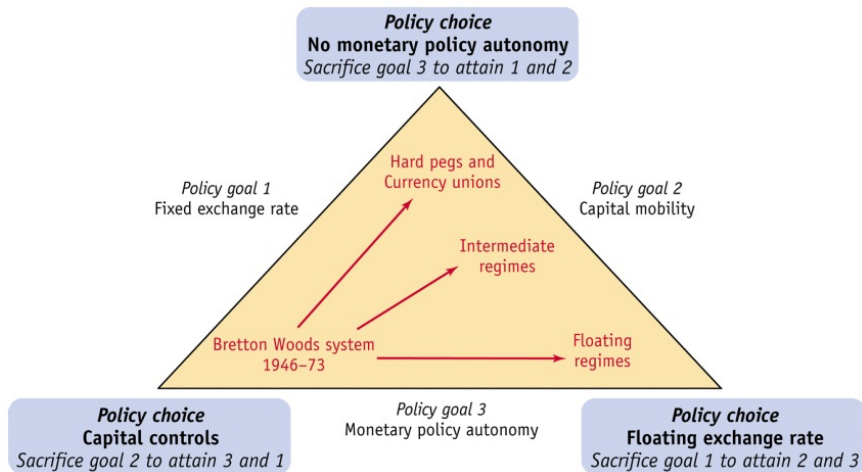 Policy choice
No monetary policy autonomy
Sacrifice goal 3 to attain 1 and 2
Hard pegs and
Currency unions
Policy goal 1
Fixed exchange rate
Policy goal 2
Capital mobility
Intermediate
regimes
Bretton Woods system
1946–73
Floating
regimes
Policy goal 3
Monetary policy autonomy
Policy choice
Capital controls
Sacrifice goal 2 to attain 3 and 1
Policy choice
Floating exchange rate
Sacrifice goal 1 to attain 2 and 3